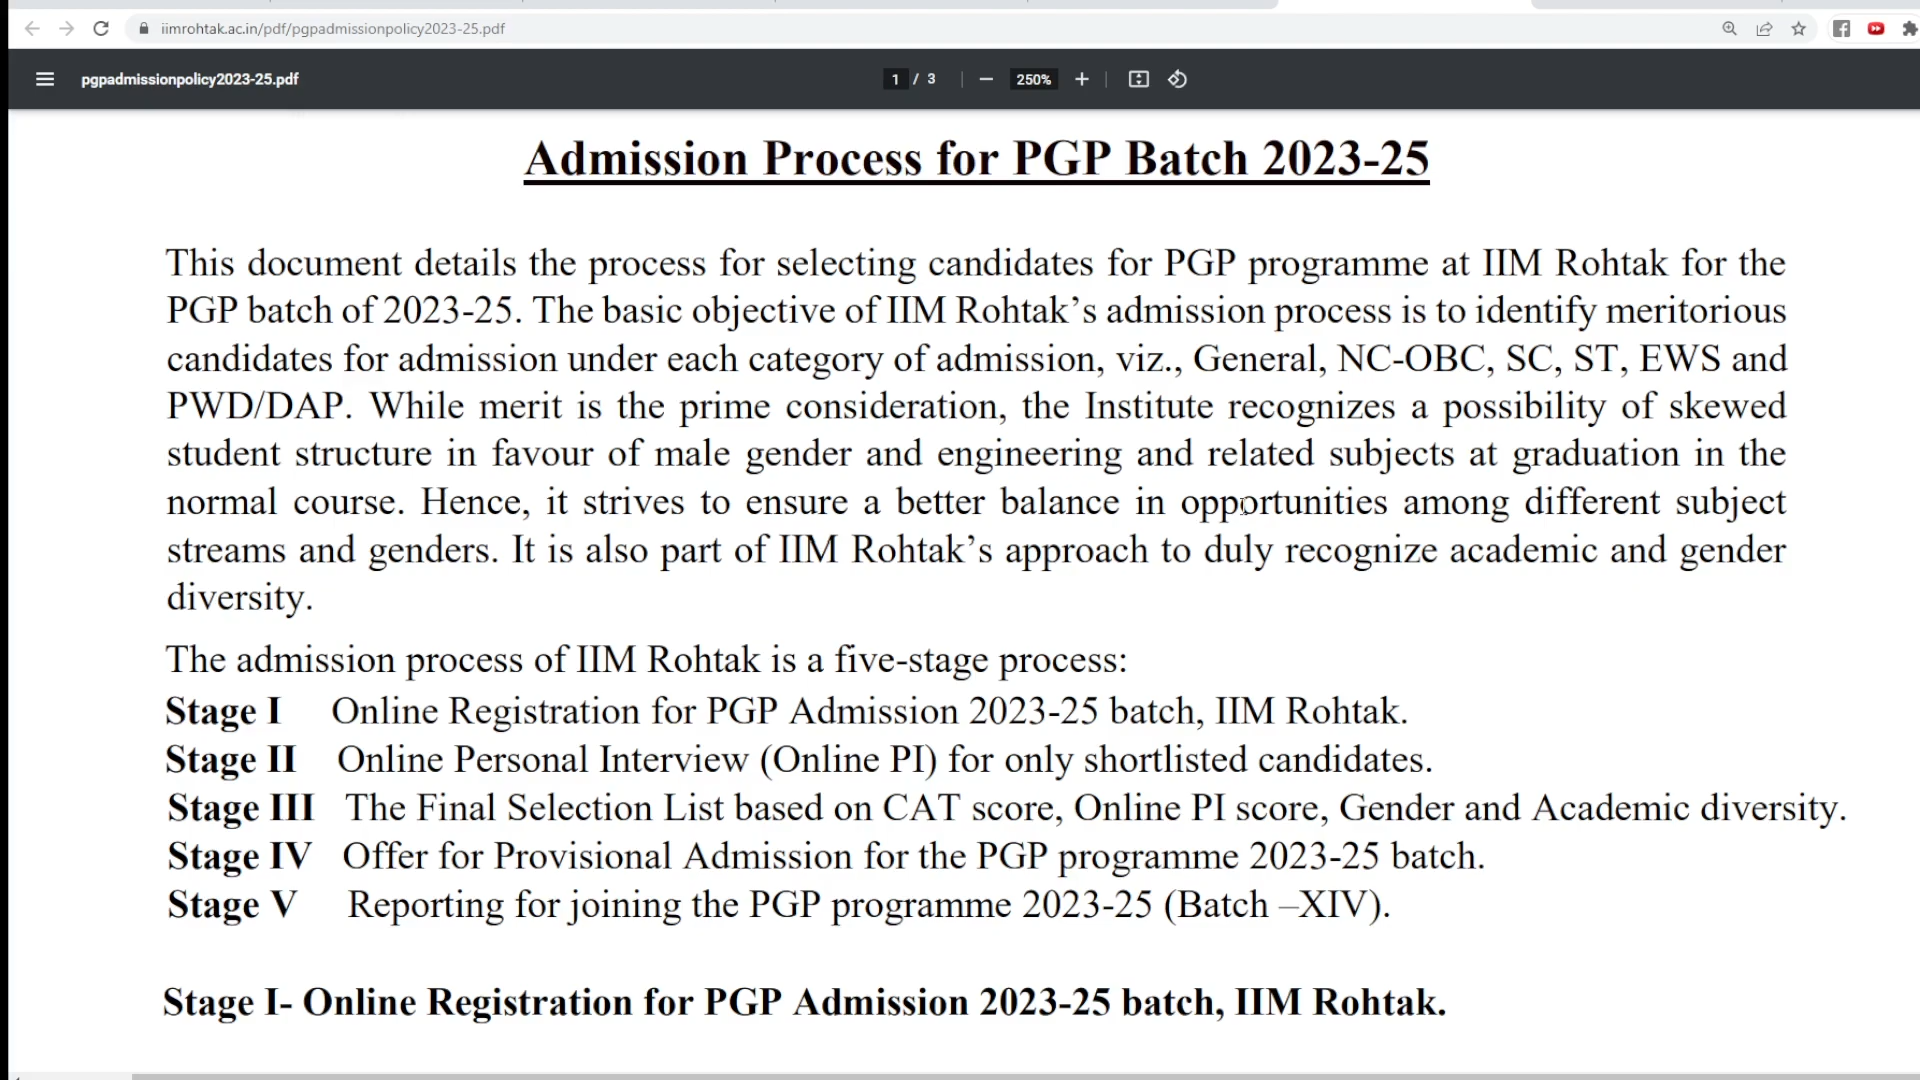 iimrohtak.ac.in/pdf/pgpadmissionpolicy2023-25.pdf
pgpadmissionpolicy2023-25.pdf
1 / 3
250%
Admission Process for PGP Batch 2023-25
This document details the process for selecting candidates for PGP programme at IIM Rohtak for the
PGP batch of 2023-25. The basic objective of IIM Rohtak’s admission process is to identify meritorious
candidates for admission under each category of admission, viz., General, NC-OBC, SC, ST, EWS and
PWD/DAP. While merit is the prime consideration, the Institute recognizes a possibility of skewed
student structure in favour of male gender and engineering and related subjects at graduation in the
normal course. Hence, it strives to ensure a better balance in opportunities among different subject
streams and genders. It is also part of IIM Rohtak’s approach to duly recognize academic and gender
diversity.
The admission process of IIM Rohtak is a five-stage process:
Stage I Online Registration for PGP Admission 2023-25 batch, IIM Rohtak.
Stage II Online Personal Interview (Online PI) for only shortlisted candidates.
Stage III The Final Selection List based on CAT score, Online PI score, Gender and Academic diversity.
Stage IV Offer for Provisional Admission for the PGP programme 2023-25 batch.
Stage V Reporting for joining the PGP programme 2023-25 (Batch –XIV).
Stage I- Online Registration for PGP Admission 2023-25 batch, IIM Rohtak.